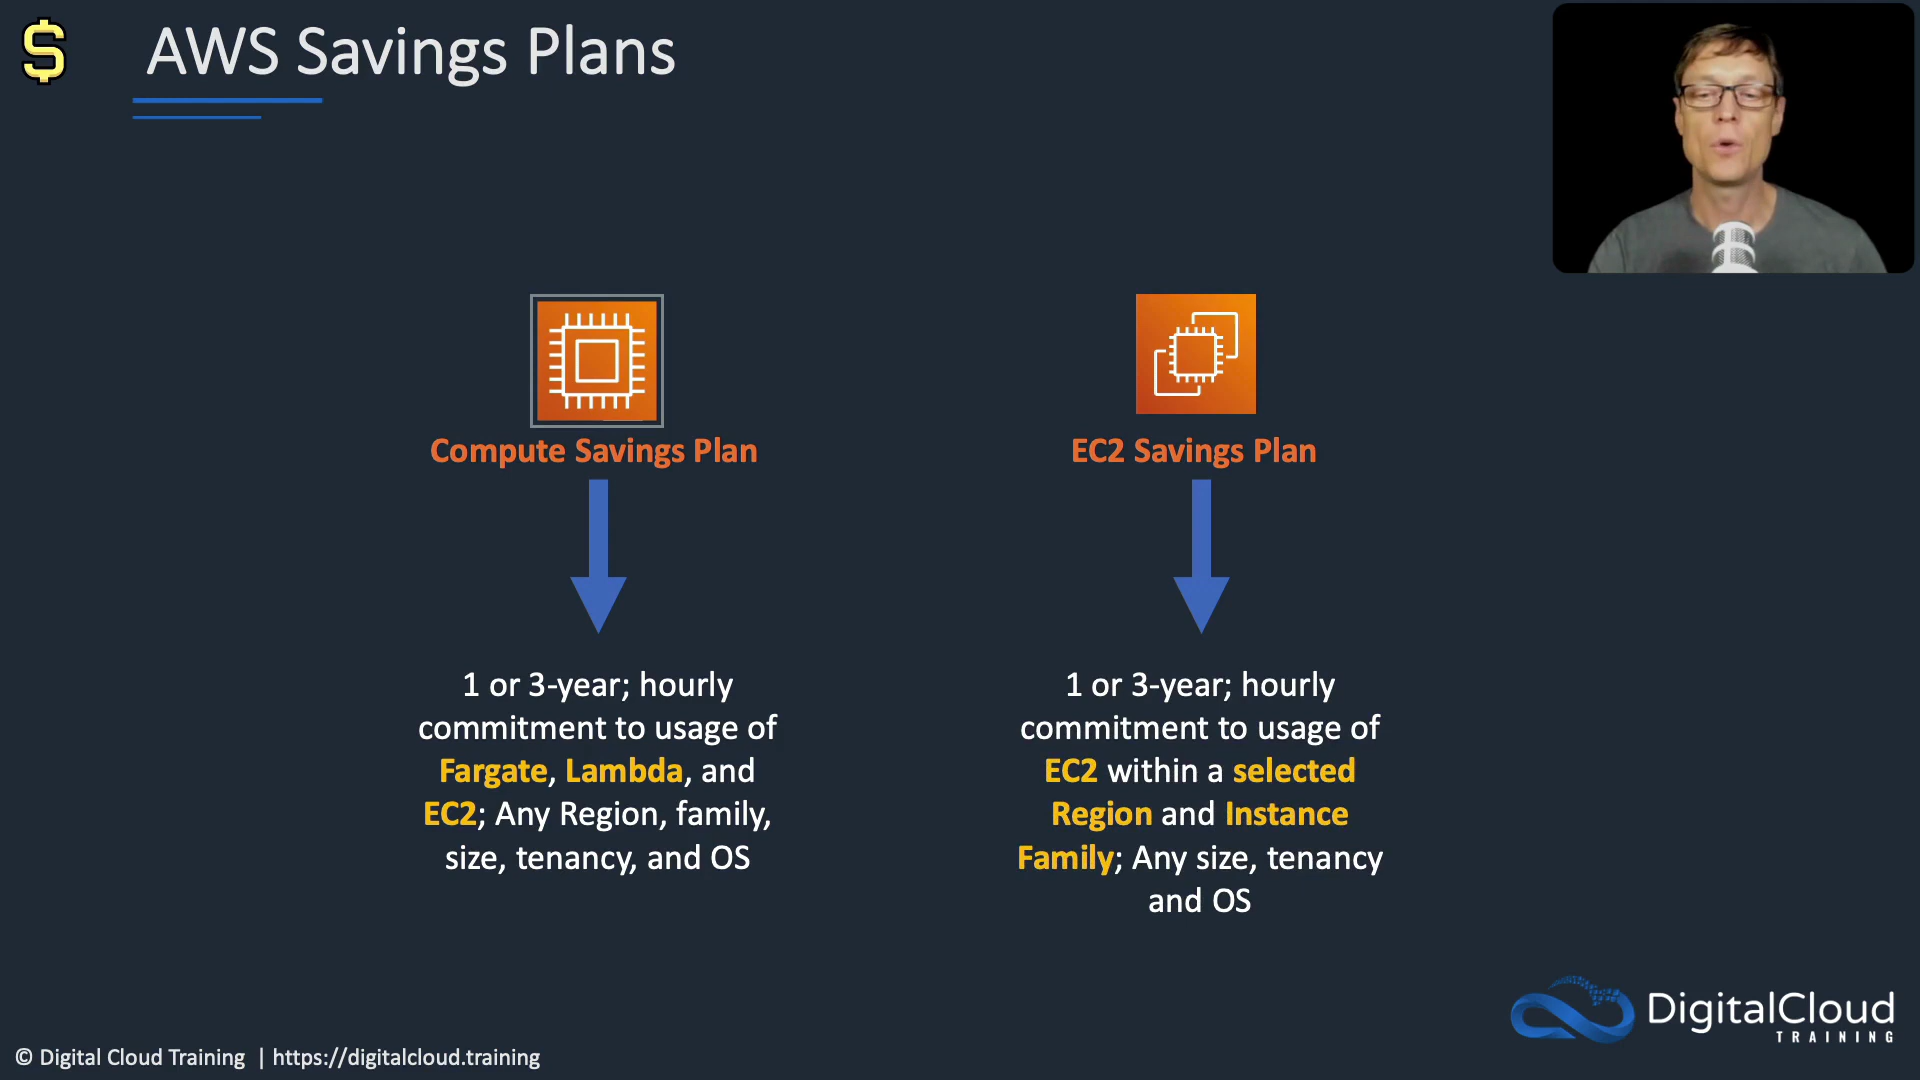 AWS Savings Plans
Compute Savings Plan
1 or 3-year; hourly
commitment to usage of
Fargate, Lambda, and
EC2; Any Region, family,
size, tenancy, and OS
EC2 Savings Plan
1 or 3-year; hourly
commitment to usage of
EC2 within a selected
Region and Instance
Family; Any size, tenancy
and OS
DigitalCloud
TRAINING
© Digital Cloud Training | https://digitalcloud.training